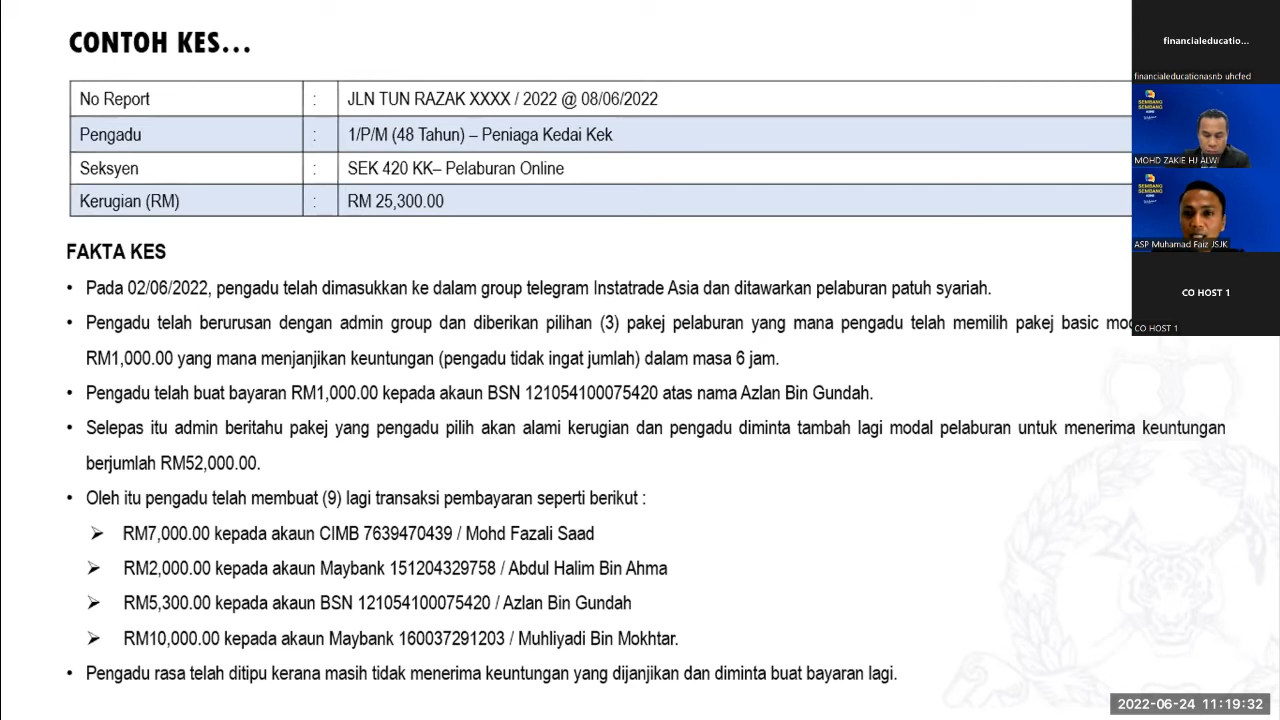 CONTOH KES...
No Report : JLN TUN RAZAK XXXX / 2022 @ 08/06/2022
Pengadu : 1/P/M (48 Tahun) – Peniaga Kedai Kek
Seksyen : SEK 420 KK– Pelaburan Online
Kerugian (RM) : RM 25,300.00
FAKTA KES
• Pada 02/06/2022, pengadu telah dimasukkan ke dalam group telegram Instatrade Asia dan ditawarkan pelaburan patuh syariah.
• Pengadu telah berurusan dengan admin group dan diberikan pilihan (3) pakej pelaburan yang mana pengadu telah memilih pakej basic
RM1,000.00 yang mana menjanjikan keuntungan (pengadu tidak ingat jumlah) dalam masa 6 jam.
• Pengadu telah buat bayaran RM1,000.00 kepada akaun BSN 121054100075420 atas nama Azlan Bin Gundah.
• Selepas itu admin beritahu pakej yang pengadu pilih akan alami kerugian dan pengadu diminta tambah lagi modal pelaburan untuk menerima keuntungan
berjumlah RM52,000.00.
• Oleh itu pengadu telah membuat (9) lagi transaksi pembayaran seperti berikut :
➢ RM7,000.00 kepada akaun CIMB 7639470439 / Mohd Fazali Saad
➢ RM2,000.00 kepada akaun Maybank 151204329758 / Abdul Halim Bin Ahma
➢ RM5,300.00 kepada akaun BSN 121054100075420 / Azlan Bin Gundah
➢ RM10,000.00 kepada akaun Maybank 160037291203 / Muhliyadi Bin Mokhtar.
• Pengadu rasa telah ditipu kerana masih tidak menerima keuntungan yang dijanjikan dan diminta buat bayaran lagi.
financialeducatio...
financialeducationasnb uhcfed
SEMBANG
SEMBANG
MOHD ZAKIE HJ ALWI
SEMBANG
SEMBANG
ASP Muhamad Faiz JSJK
CO HOST 1
CO HOST 1
2022-06-24 11:19:32